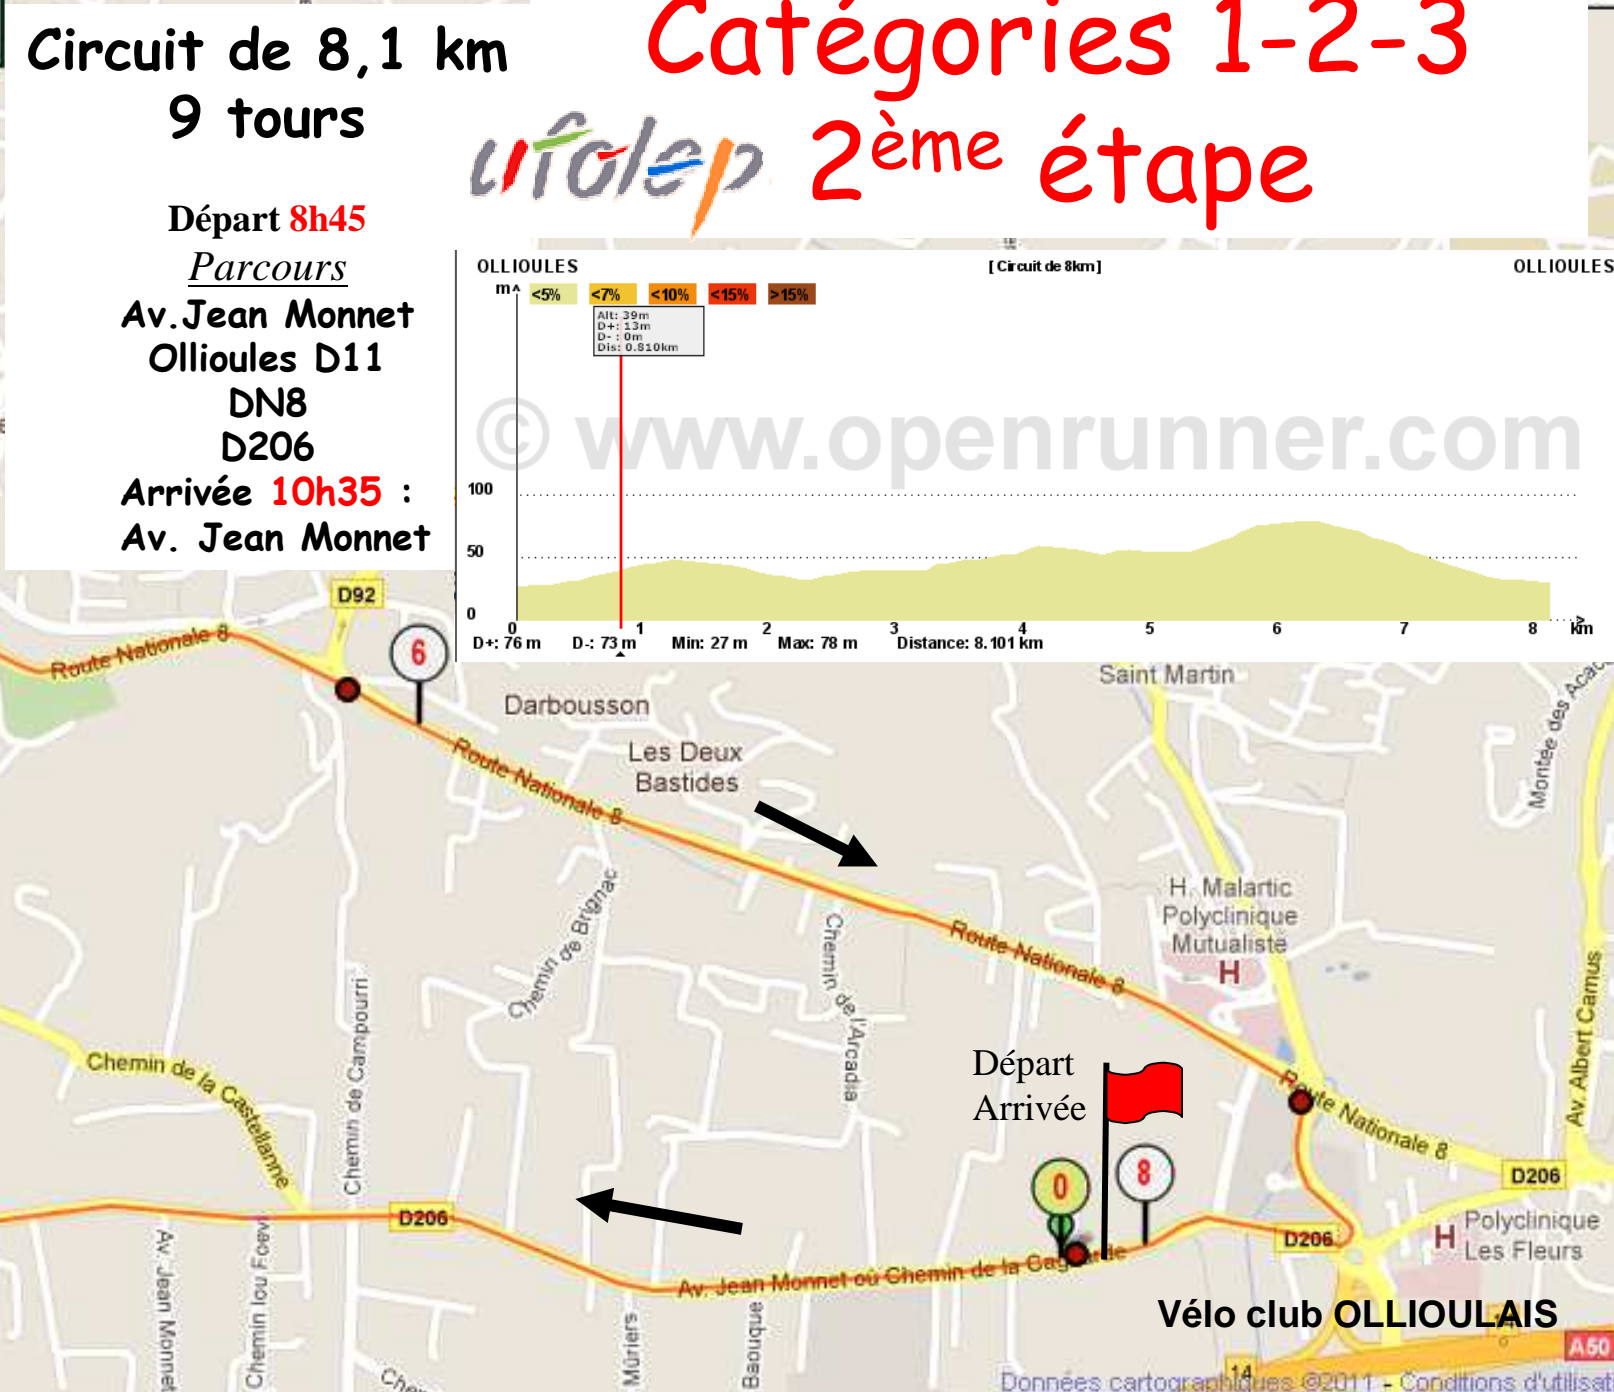 Circuit de 8,1 km
9 tours
Catégories 1-2-3
ufolep
2ème étape
Départ 8h45
Parcours
Av.Jean Monnet
Ollioules D11
DN8
D206
Arrivée 10h35 :
Av. Jean Monnet
OLLIOULES
[ Circuit de 8km ]
OLLIOULES
m
<5%
<7%
<10%
<15%
>15%
Alt: 39m
D+: 13m
D- : 0m
Dis: 0.810km
© www.openrunner.com
100
50
0
0 1 2 3 4 5 6 7 8 km
D+: 76 m D-: 73 m Min: 27 m Max: 78 m Distance: 8.101 km
D92
Route Nationale 8
6
Darbousson
Les Deux
Bastides
Route Nationale 8
Saint Martin
Montée des Acac
H. Malartic
Polyclinique
Mutualiste
H
Chemin de Brignac
Chemin de l'Arcadia
Route Nationale 8
Av. Albert Camus
Chemin de Campourri
Chemin de la Castellanne
Départ
Arrivée
Route Nationale 8
D206
0
8
D206
D206
H
Polyclinique
Les Fleurs
Av. Jean Monnet où Chemin de la Gagnarde
Av. Jean Monnet
Chemin lou Foevi
Mûriers
Baouque
Che
Vélo club OLLIOULAIS
A50
14
Données cartographiques ©2011 - Conditions d'utilisat